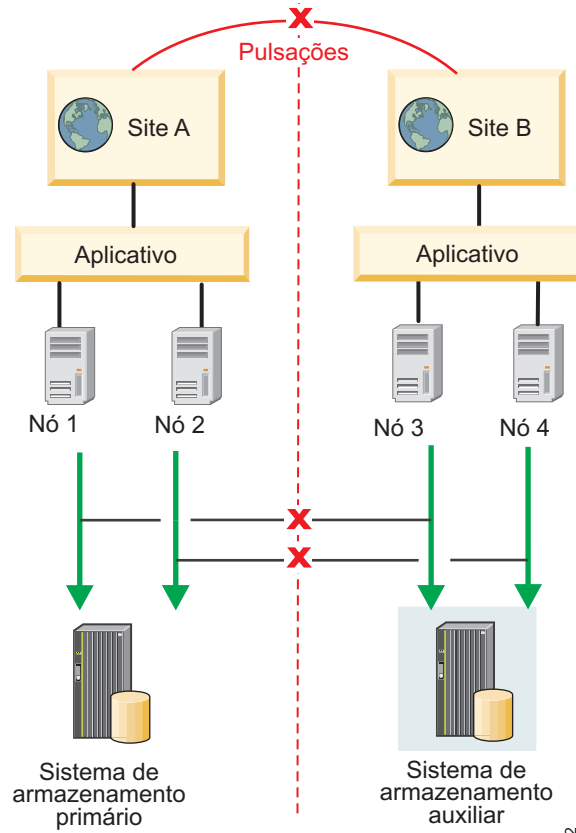 Pulsações
Site A
Site B
Aplicativo
Aplicativo
Nó 1
Nó 2
Nó 3
Nó 4
Sistema de
armazenamento
primário
Sistema de
armazenamento
auxiliar